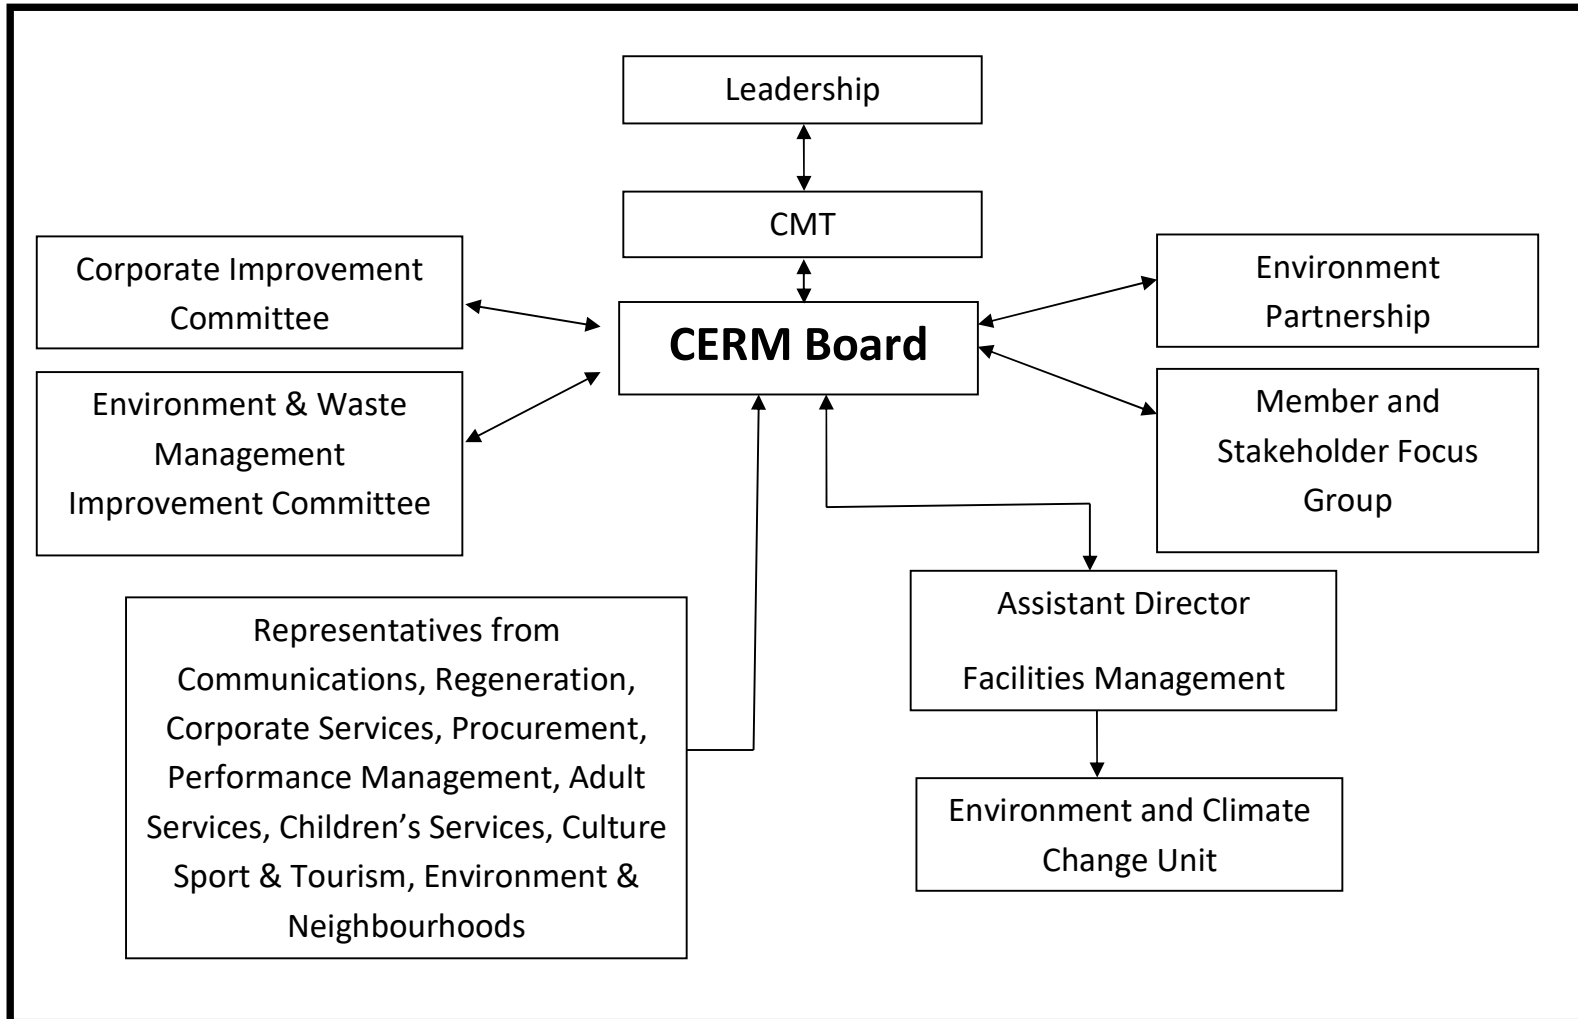 Leadership
CMT
Corporate Improvement
Committee
Environment
Partnership
CERM Board
Environment & Waste
Management
Improvement Committee
Member and
Stakeholder Focus
Group
Assistant Director
Facilities Management
Representatives from
Communications, Regeneration,
Corporate Services, Procurement,
Performance Management, Adult
Services, Children’s Services, Culture
Sport & Tourism, Environment &
Neighbourhoods
Environment and Climate
Change Unit